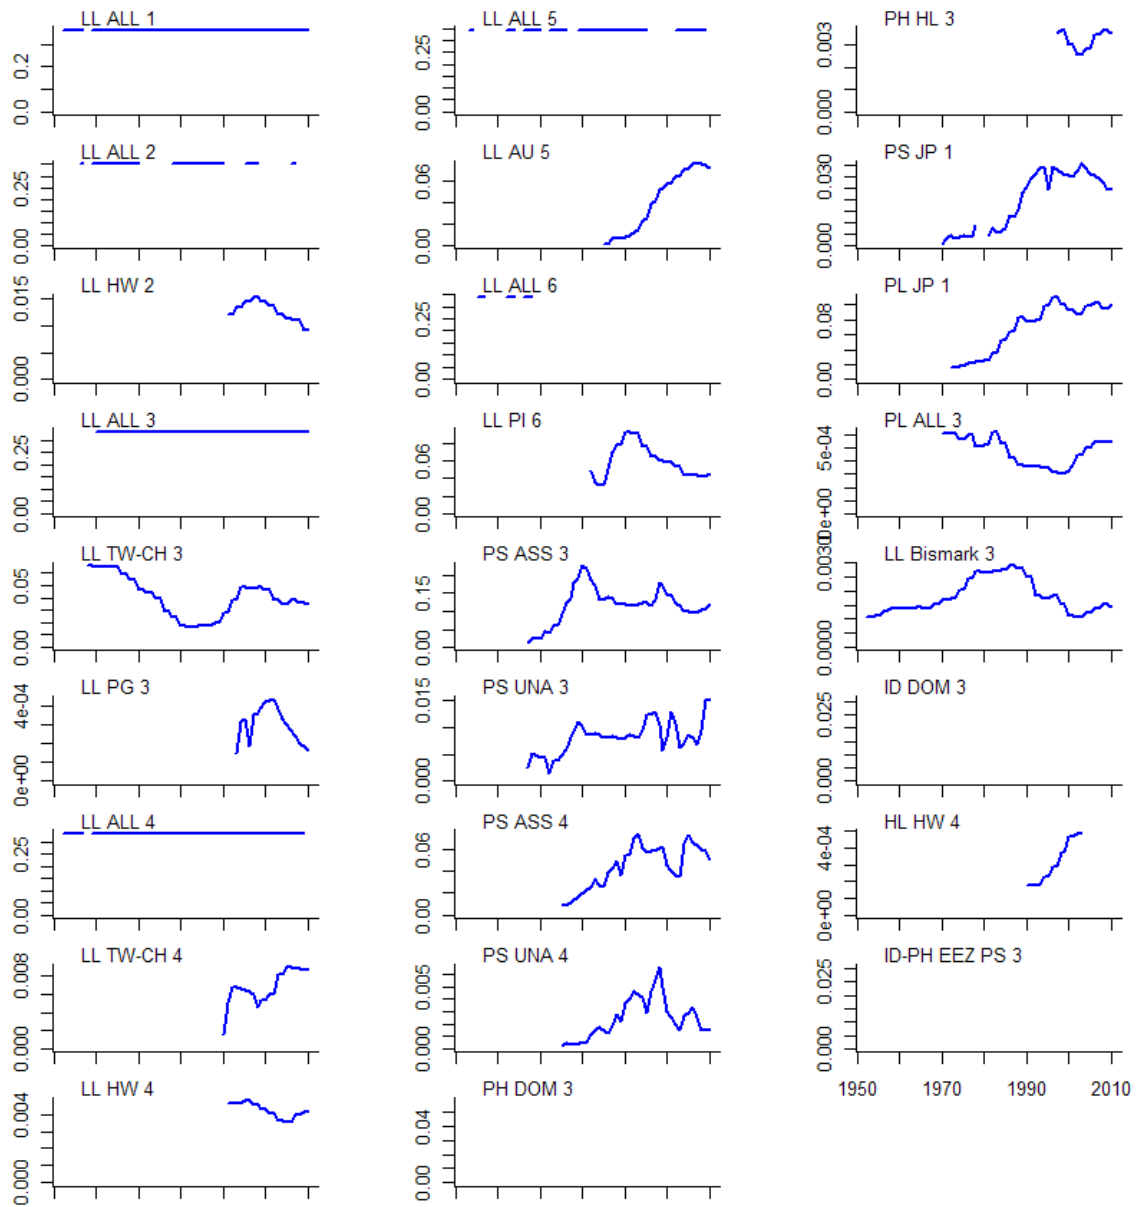 LL ALL 1
0.2
0.0
LL ALL 2
0.25
0.00
LL HW 2
0.015
0.000
LL ALL 3
0.25
0.00
LL TW-CH 3
0.05
0.00
LL PG 3
4e-04
0e+00
LL ALL 4
0.25
0.00
LL TW-CH 4
0.008
0.000
LL HW 4
0.004
0.000
LL ALL 5
0.25
0.00
LL AU 5
0.06
0.00
LL ALL 6
0.25
0.00
LL PI 6
0.06
0.00
PS ASS 3
0.15
0.00
PS UNA 3
0.015
0.000
PS ASS 4
0.06
0.00
PS UNA 4
0.005
0.000
PH DOM 3
0.04
0.00
PH HL 3
0.003
0.000
PS JP 1
0.030
0.000
PL JP 1
0.08
0.00
PL ALL 3
5e-04
0e+00
LL Bismark 3
0.0030
0.0000
ID DOM 3
0.025
0.000
HL HW 4
4e-04
0e+00
ID-PH EEZ PS 3
0.025
0.000
1950 1970 1990 2010